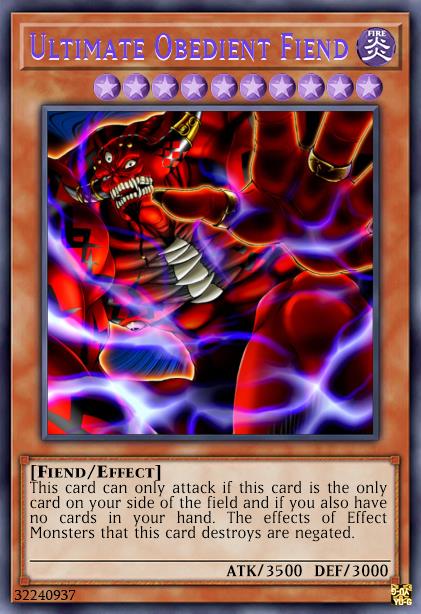 Ultimate Obedient Fiend
FIRE
炎
[Fiend/Effect]
This card can only attack if this card is the only
card on your side of the field and if you also have
no cards in your hand. The effects of Effect
Monsters that this card destroys are negated.
ATK/3500 DEF/3000
32240937